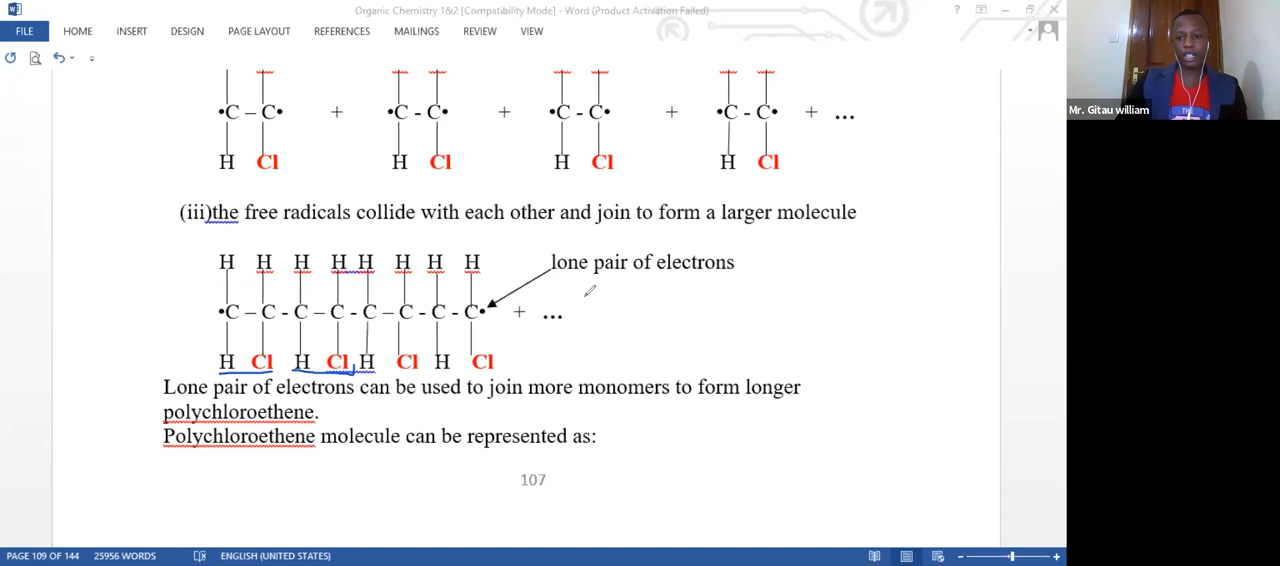 Organic Chemistry 1&2 [Compatibility Mode] - Word (Product Activation Failed)
FILE HOME INSERT DESIGN PAGE LAYOUT REFERENCES MAILINGS REVIEW VIEW
Mr. Gitau william
•C – C• + •C - C• + •C - C• + •C - C• + ...
H Cl H Cl H Cl H Cl
(iii)the free radicals collide with each other and join to form a larger molecule
H H H H H H H H lone pair of electrons
•C – C - C – C - C – C - C - C• + ...
H Cl H Cl H Cl H Cl
Lone pair of electrons can be used to join more monomers to form longer
polychloroethene.
Polychloroethene molecule can be represented as:
107
PAGE 109 OF 144 25956 WORDS ENGLISH (UNITED STATES)